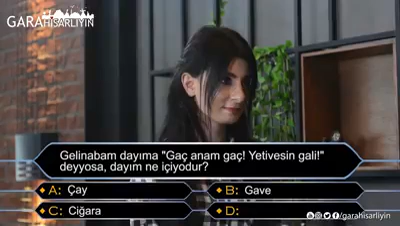 GARAHISARLIYIN
Gelinabam dayıma "Gaç anam gaç! Yetivesin gali!"
deyyosa, dayım ne içiyodur?
A: Çay
B: Gave
C: Ciğara
D:
/garahisarliyin